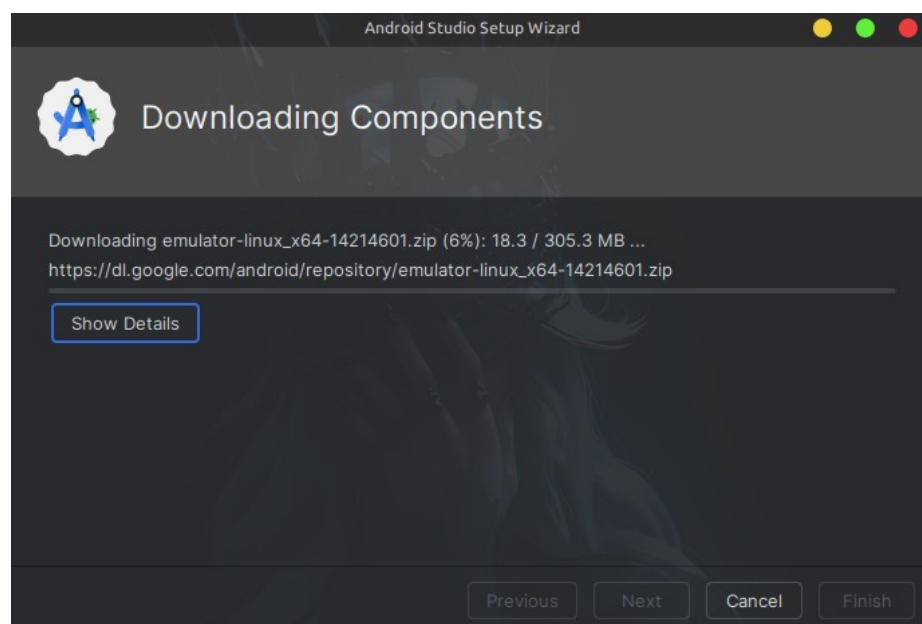 Android Studio Setup Wizard
Downloading Components
Downloading emulator-linux_x64-14214601.zip (6%): 18.3 / 305.3 MB ...
https://dl.google.com/android/repository/emulator-linux_x64-14214601.zip
Show Details
Previous Next Cancel Finish